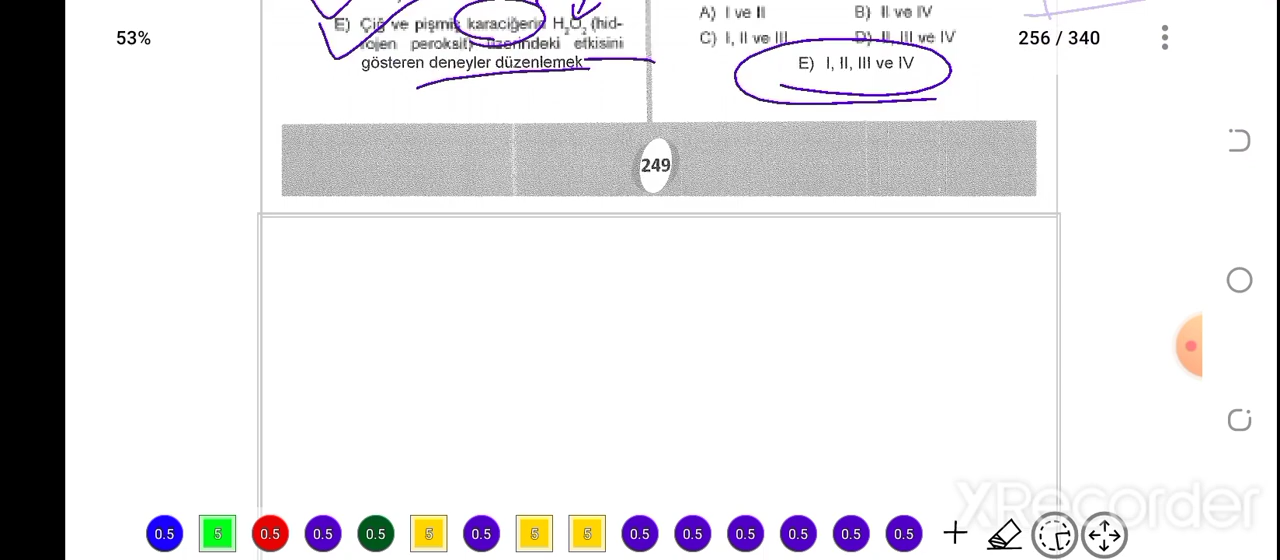 53%
E) Çiğ ve pişmiş karaciğerin H₂O₂ (hid-
rojen peroksit) üzerindeki etkisini
gösteren deneyler düzenlemek
A) I ve II B) II ve IV
C) I, II ve III D) II, III ve IV
E) I, II, III ve IV
256 / 340
249
XRecorder
0.5 5 0.5 0.5 0.5 5 0.5 5 5 0.5 0.5 0.5 0.5 0.5 0.5